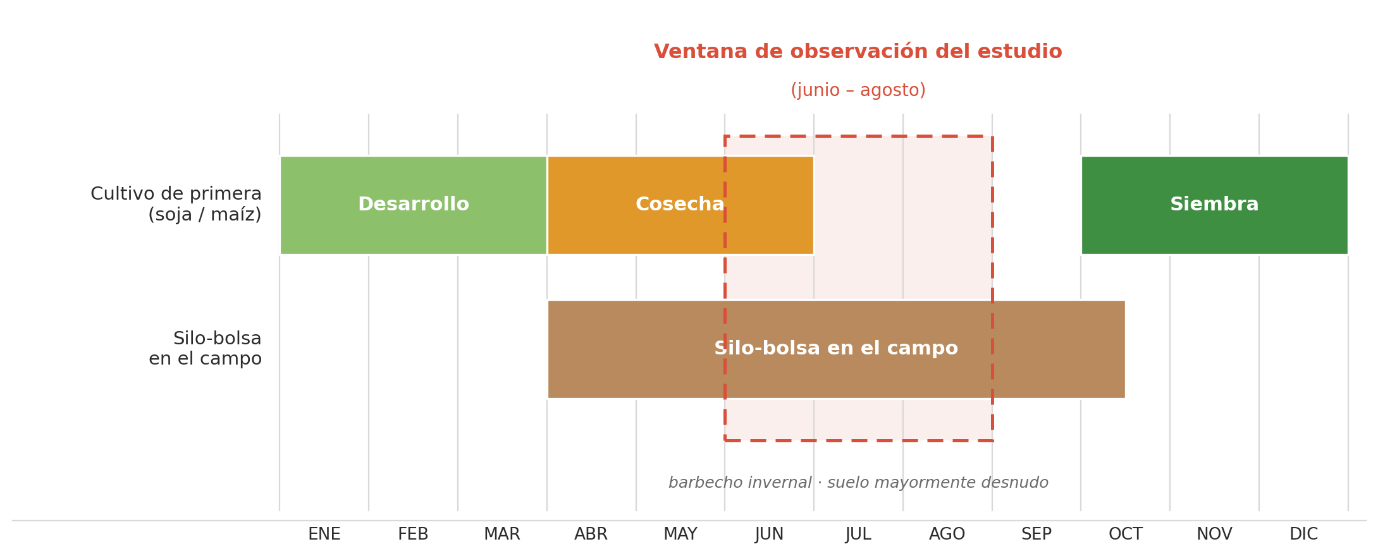 Ventana de observación del estudio
(junio – agosto)
Cultivo de primera
(soja / maíz)
Desarrollo
Cosecha
Siembra
Silo-bolsa
en el campo
Silo-bolsa en el campo
barbecho invernal · suelo mayormente desnudo
ENE FEB MAR ABR MAY JUN JUL AGO SEP OCT NOV DIC